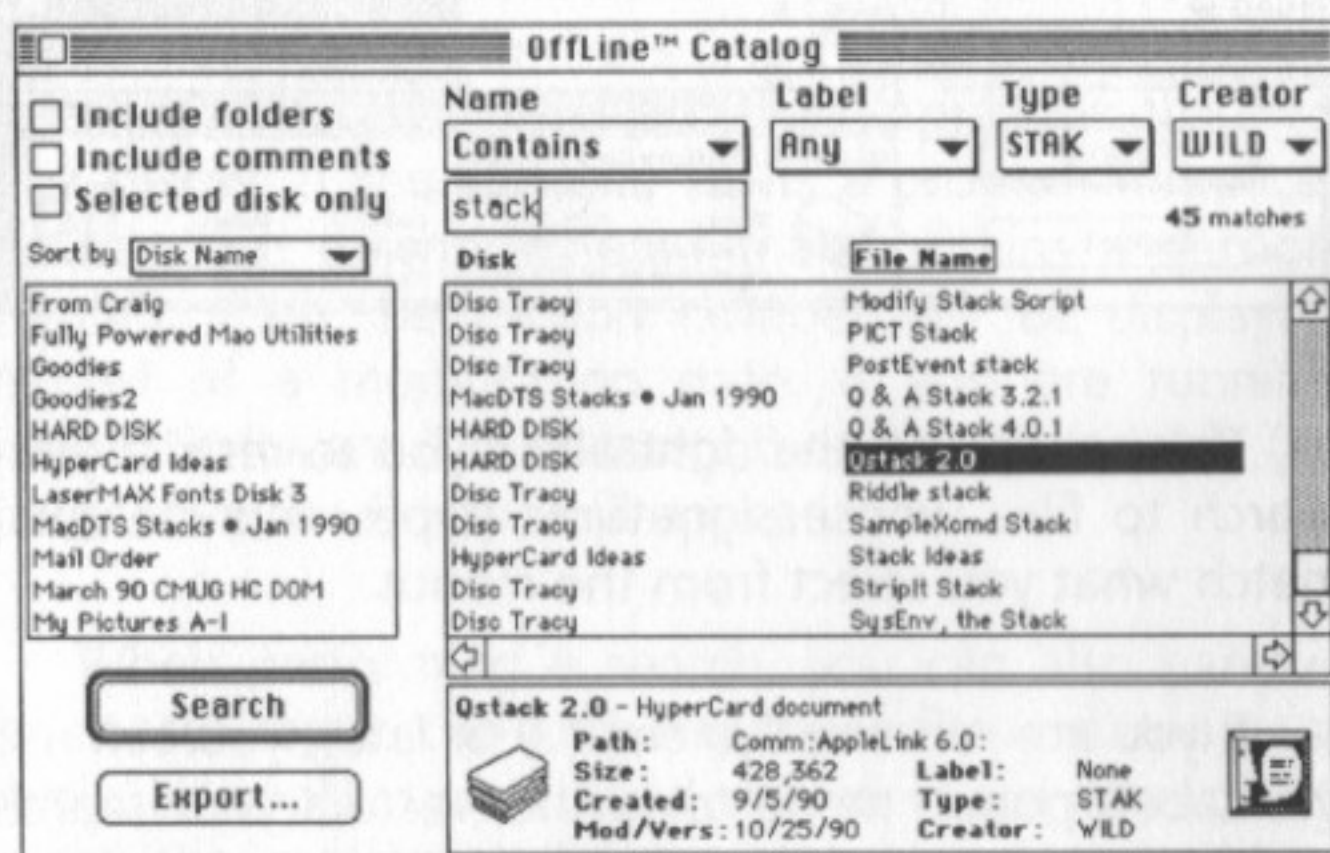 OffLine™ Catalog
Include folders
Include comments
Selected disk only
Name
Label
Type
Creator
Contains
Any
STAK
WILD
stack
45 matches
Sort by Disk Name
Disk
File Name
From Craig
Fully Powered Mac Utilities
Goodies
Goodies2
HARD DISK
HyperCard Ideas
LaserMAX Fonts Disk 3
MacDTS Stacks • Jan 1990
Mail Order
March 90 CMUG HC DOM
My Pictures A-I
Disc Tracy Modify Stack Script
Disc Tracy PICT Stack
Disc Tracy PostEvent stack
MacDTS Stacks • Jan 1990 Q & A Stack 3.2.1
HARD DISK Q & A Stack 4.0.1
HARD DISK Qstack 2.0
Disc Tracy Riddle stack
Disc Tracy SampleXcmd Stack
HyperCard Ideas Stack Ideas
Disc Tracy StripIt Stack
Disc Tracy SysEnv, the Stack
Search
Export...
Qstack 2.0 - HyperCard document
Path: Comm:AppleLink 6.0:
Size: 428,362 Label: None
Created: 9/5/90 Type: STAK
Mod/Vers: 10/25/90 Creator: WILD